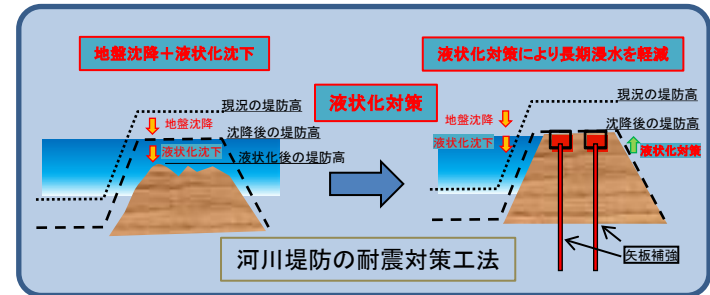 地盤沈降＋液状化沈下
現況の堤防高
地盤沈降
沈降後の堤防高
液状化沈下
液状化後の堤防高
液状化対策
液状化対策により長期浸水を軽減
現況の堤防高
地盤沈降
沈降後の堤防高
液状化沈下
液状化対策
矢板補強
河川堤防の耐震対策工法